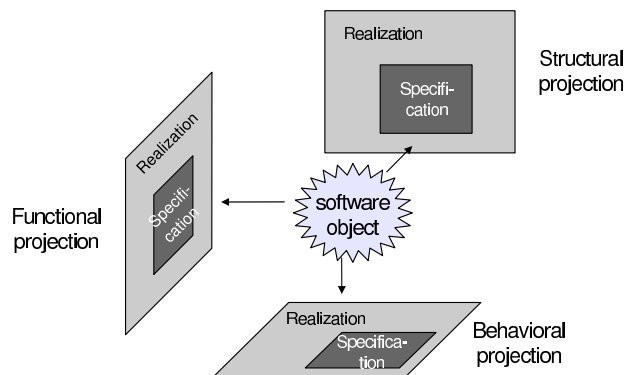 Realization
Specifi-
cation
Structural
projection
Realization
Specifi-
cation
Functional
projection
software
object
Realization
Specifica-
tion
Behavioral
projection